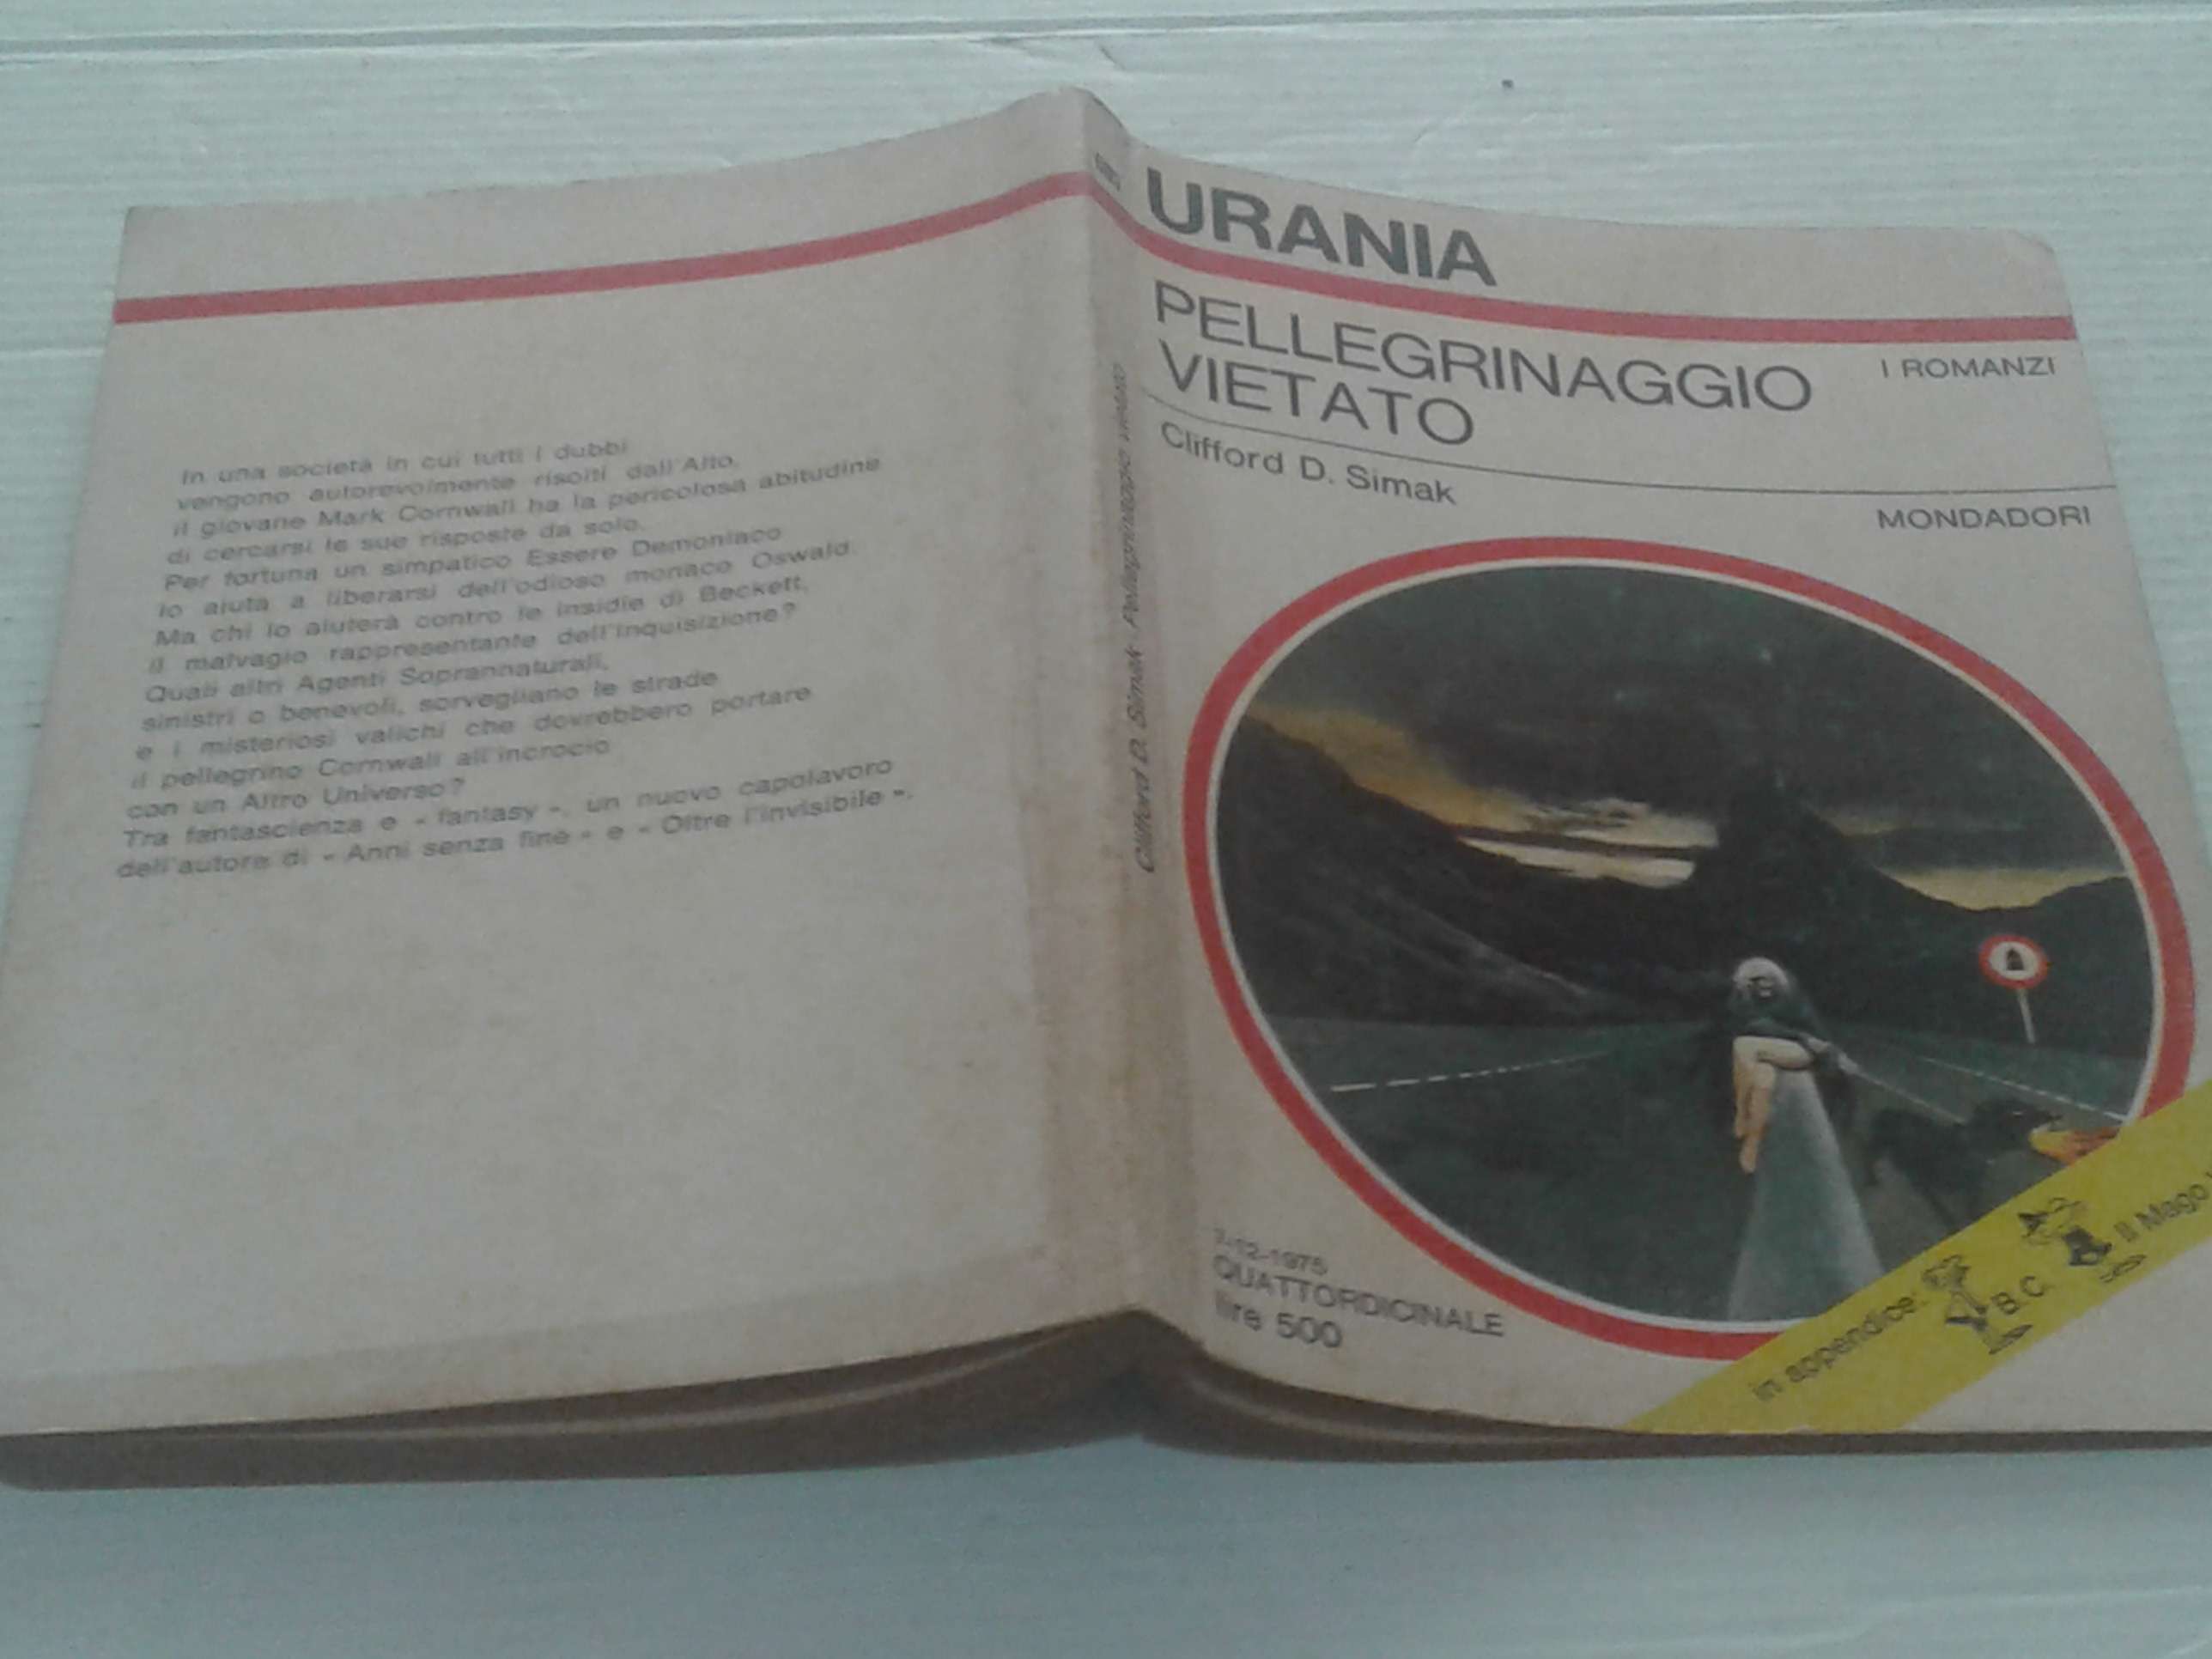 In una società in cui tutti i dubbi
vengono autorevolmente risolti dall'Alto,
il giovane Mark Cornwall ha la pericolosa abitudine
di cercarsi le sue risposte da solo.
Per fortuna un simpatico Essere Demoniaco
lo aiuta a liberarsi dell'odioso monaco Oswald.
Ma chi lo aiuterà contro le insidie di Beckett,
il malvagio rappresentante dell'Inquisizione?
Quali altri Agenti Soprannaturali,
sinistri o benevoli, sorvegliano le strade
e i misteriosi valichi che dovrebbero portare
il pellegrino Cornwall all'incrocio
con un Altro Universo?
Tra fantascienza e « fantasy », un nuovo capolavoro
dell'autore di « Anni senza fine » e « Oltre l'invisibile ».
Clifford D. Simak - Pellegrinaggio vietato
URANIA
PELLEGRINAGGIO
VIETATO
I ROMANZI
Clifford D. Simak
MONDADORI
7-12-1975
QUATTORDICINALE
lire 500
in appendice: B.C. Il Mago